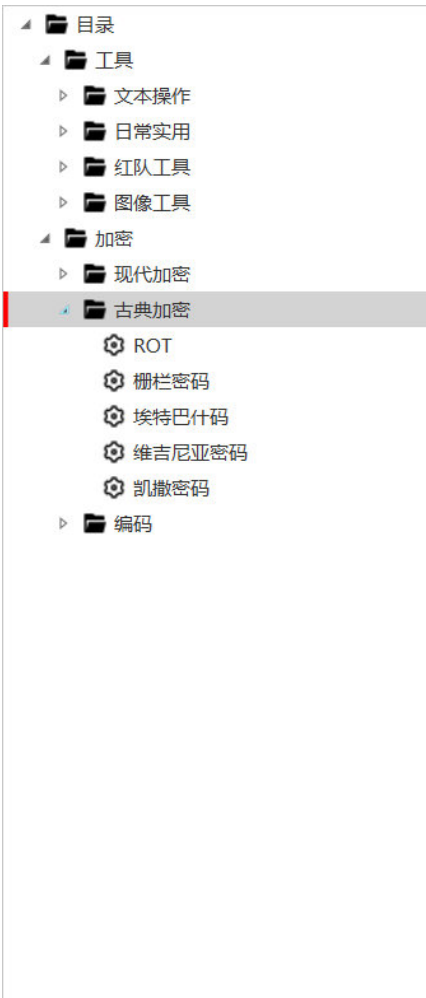 目录
工具
文本操作
日常实用
红队工具
图像工具
加密
现代加密
古典加密
ROT
栅栏密码
埃特巴什码
维吉尼亚密码
凯撒密码
编码